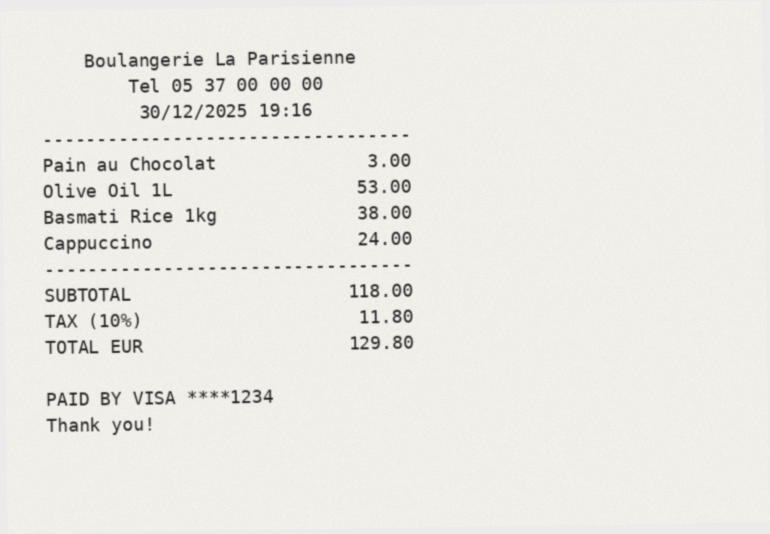 Boulangerie La Parisienne
Tel 05 37 00 00 00
30/12/2025 19:16
----------------------------------
Pain au Chocolat 3.00
Olive Oil 1L 53.00
Basmati Rice 1kg 38.00
Cappuccino 24.00
----------------------------------
SUBTOTAL 118.00
TAX (10%) 11.80
TOTAL EUR 129.80
PAID BY VISA ****1234
Thank you!